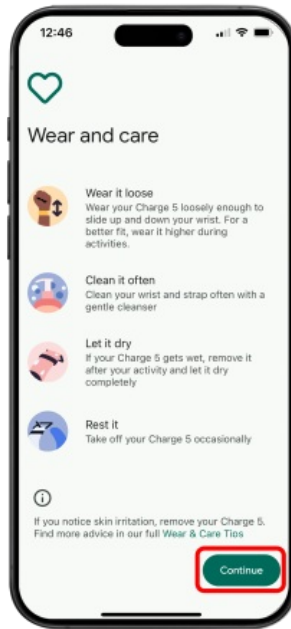 12:46
Wear and care
Wear it loose
Wear your Charge 5 loosely enough to
slide up and down your wrist. For a
better fit, wear it higher during
activities.
Clean it often
Clean your wrist and strap often with a
gentle cleanser
Let it dry
If your Charge 5 gets wet, remove it
after your activity and let it dry
completely
Rest it
Take off your Charge 5 occasionally
If you notice skin irritation, remove your Charge 5.
Find more advice in our full Wear & Care Tips
Continue